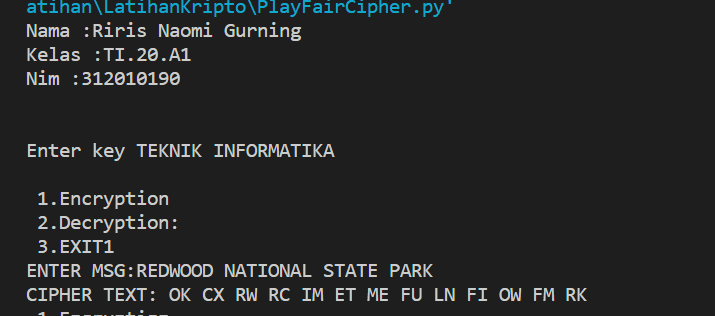 atihan\LatihanKripto\PlayFairCipher.py'
Nama :Riris Naomi Gurning
Kelas :TI.20.A1
Nim :312010190
Enter key TEKNIK INFORMATIKA
1.Encryption
2.Decryption:
3.EXIT1
ENTER MSG:REDWOOD NATIONAL STATE PARK
CIPHER TEXT: OK CX RW RC IM ET ME FU LN FI OW FM RK
1.Encryption